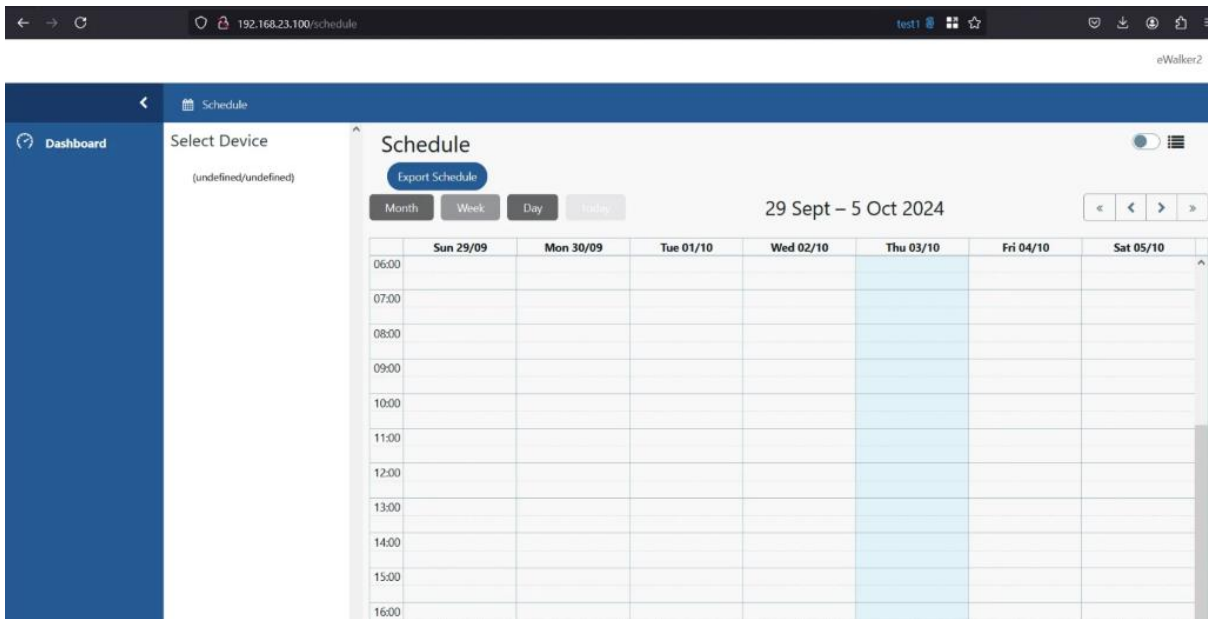 192.168.23.100/schedule
test1
eWalker2
Schedule
Dashboard
Select Device
(undefined/undefined)
Schedule
Export Schedule
Month Week Day Today
29 Sept – 5 Oct 2024
Sun 29/09 Mon 30/09 Tue 01/10 Wed 02/10 Thu 03/10 Fri 04/10 Sat 05/10
06:00
07:00
08:00
09:00
10:00
11:00
12:00
13:00
14:00
15:00
16:00